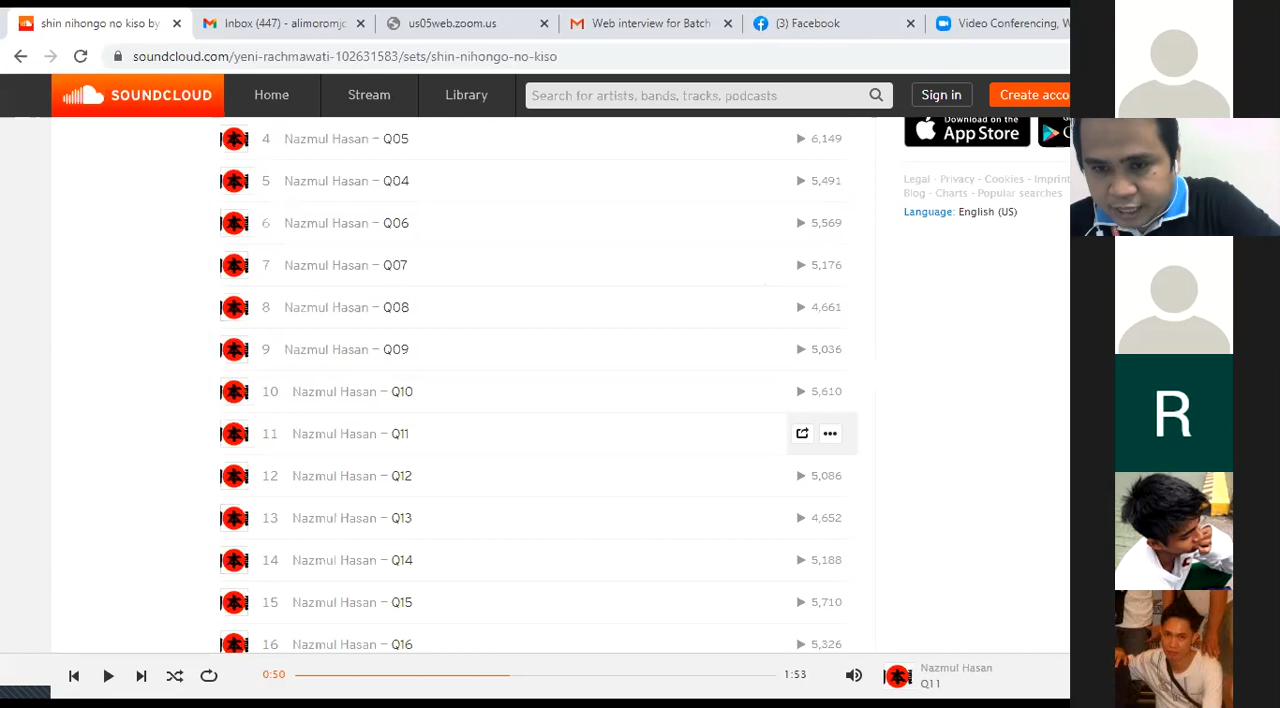 shin nihongo no kiso by
Inbox (447) - alimoromjc
us05web.zoom.us
Web interview for Batch
(3) Facebook
Video Conferencing, W
soundcloud.com/yeni-rachmawati-102631583/sets/shin-nihongo-no-kiso
SOUNDCLOUD
Home
Stream
Library
Search for artists, bands, tracks, podcasts
Sign in
Create acco
Download on the
App Store
G
Legal - Privacy - Cookies - Imprint
Blog - Charts - Popular searches
Language: English (US)
4 Nazmul Hasan – Q05 6,149
5 Nazmul Hasan – Q04 5,491
6 Nazmul Hasan – Q06 5,569
7 Nazmul Hasan – Q07 5,176
8 Nazmul Hasan – Q08 4,661
9 Nazmul Hasan – Q09 5,036
10 Nazmul Hasan – Q10 5,610
11 Nazmul Hasan – Q11
12 Nazmul Hasan – Q12 5,086
13 Nazmul Hasan – Q13 4,652
14 Nazmul Hasan – Q14 5,188
15 Nazmul Hasan – Q15 5,710
16 Nazmul Hasan – Q16 5,326
0:50
1:53
Nazmul Hasan
Q11
R